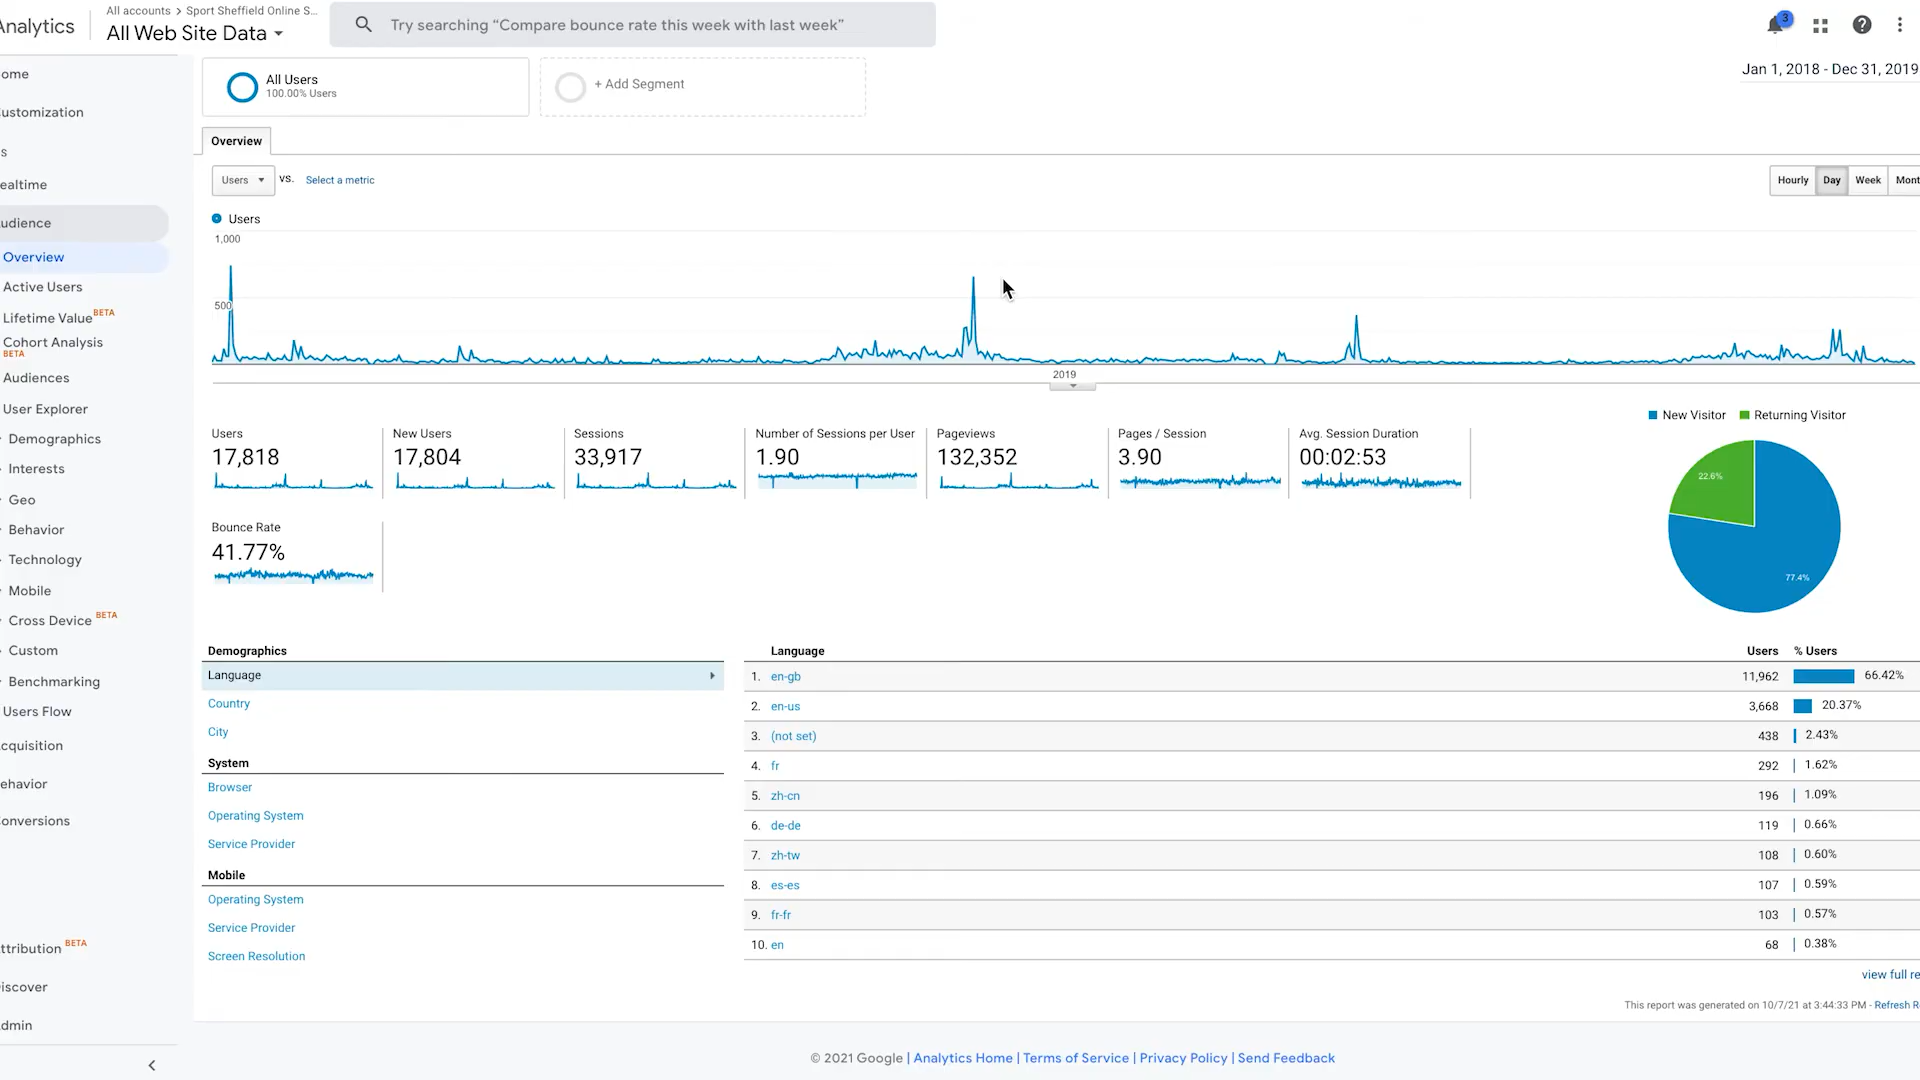 All accounts > Sport Sheffield Online S...
Analytics
All Web Site Data
Try searching “Compare bounce rate this week with last week”
3
ome
ustomization
s
ealtime
udience
Overview
Active Users
Lifetime Value BETA
Cohort Analysis
BETA
Audiences
User Explorer
Demographics
Interests
Geo
Behavior
Technology
Mobile
Cross Device BETA
Custom
Benchmarking
Users Flow
cquisition
ehavior
onversions
ttribution BETA
iscover
dmin
All Users
100.00% Users
+ Add Segment
Jan 1, 2018 - Dec 31, 2019
Overview
Users
VS.
Select a metric
Hourly
Day
Week
Mont
Users
1,000
500
2019
New Visitor
Returning Visitor
Users
17,818
New Users
17,804
Sessions
33,917
Number of Sessions per User
1.90
Pageviews
132,352
Pages / Session
3.90
Avg. Session Duration
00:02:53
Bounce Rate
41.77%
22.6%
77.4%
Demographics
Language
Country
City
System
Browser
Operating System
Service Provider
Mobile
Operating System
Service Provider
Screen Resolution
Language Users % Users
1. en-gb 11,962 66.42%
2. en-us 3,668 20.37%
3. (not set) 438 2.43%
4. fr 292 1.62%
5. zh-cn 196 1.09%
6. de-de 119 0.66%
7. zh-tw 108 0.60%
8. es-es 107 0.59%
9. fr-fr 103 0.57%
10. en 68 0.38%
view full re
This report was generated on 10/7/21 at 3:44:33 PM - Refresh R
© 2021 Google | Analytics Home | Terms of Service | Privacy Policy | Send Feedback